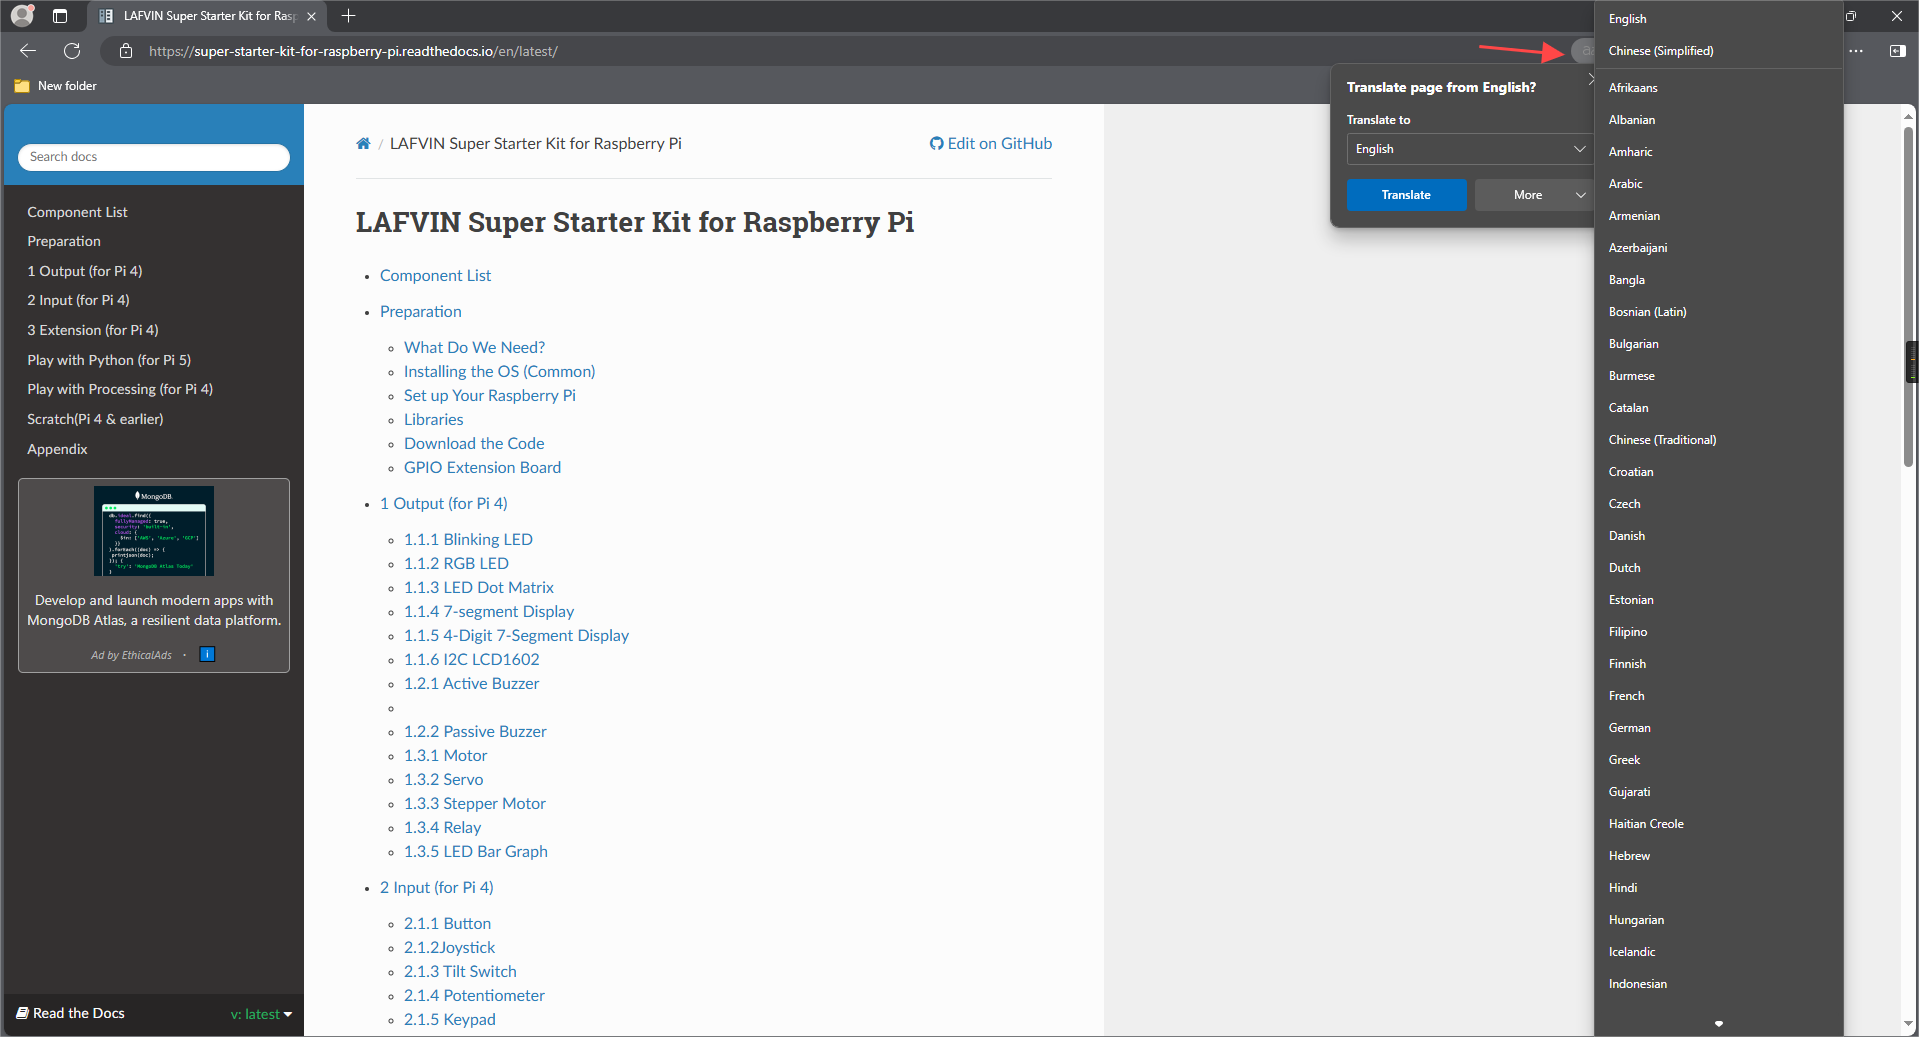 LAFVIN Super Starter Kit for Rasp
https://super-starter-kit-for-raspberry-pi.readthedocs.io/en/latest/
New folder
Search docs
Component List
Preparation
1 Output (for Pi 4)
2 Input (for Pi 4)
3 Extension (for Pi 4)
Play with Python (for Pi 5)
Play with Processing (for Pi 4)
Scratch(Pi 4 & earlier)
Appendix
MongoDB.
Develop and launch modern apps with
MongoDB Atlas, a resilient data platform.
Ad by EthicalAds · i
Read the Docs
v: latest
/ LAFVIN Super Starter Kit for Raspberry Pi
Edit on GitHub
LAFVIN Super Starter Kit for Raspberry Pi
Component List
Preparation
What Do We Need?
Installing the OS (Common)
Set up Your Raspberry Pi
Libraries
Download the Code
GPIO Extension Board
1 Output (for Pi 4)
1.1.1 Blinking LED
1.1.2 RGB LED
1.1.3 LED Dot Matrix
1.1.4 7-segment Display
1.1.5 4-Digit 7-Segment Display
1.1.6 I2C LCD1602
1.2.1 Active Buzzer
1.2.2 Passive Buzzer
1.3.1 Motor
1.3.2 Servo
1.3.3 Stepper Motor
1.3.4 Relay
1.3.5 LED Bar Graph
2 Input (for Pi 4)
2.1.1 Button
2.1.2Joystick
2.1.3 Tilt Switch
2.1.4 Potentiometer
2.1.5 Keypad
Translate page from English?
Translate to
English
Translate
More
English
Chinese (Simplified)
Afrikaans
Albanian
Amharic
Arabic
Armenian
Azerbaijani
Bangla
Bosnian (Latin)
Bulgarian
Burmese
Catalan
Chinese (Traditional)
Croatian
Czech
Danish
Dutch
Estonian
Filipino
Finnish
French
German
Greek
Gujarati
Haitian Creole
Hebrew
Hindi
Hungarian
Icelandic
Indonesian